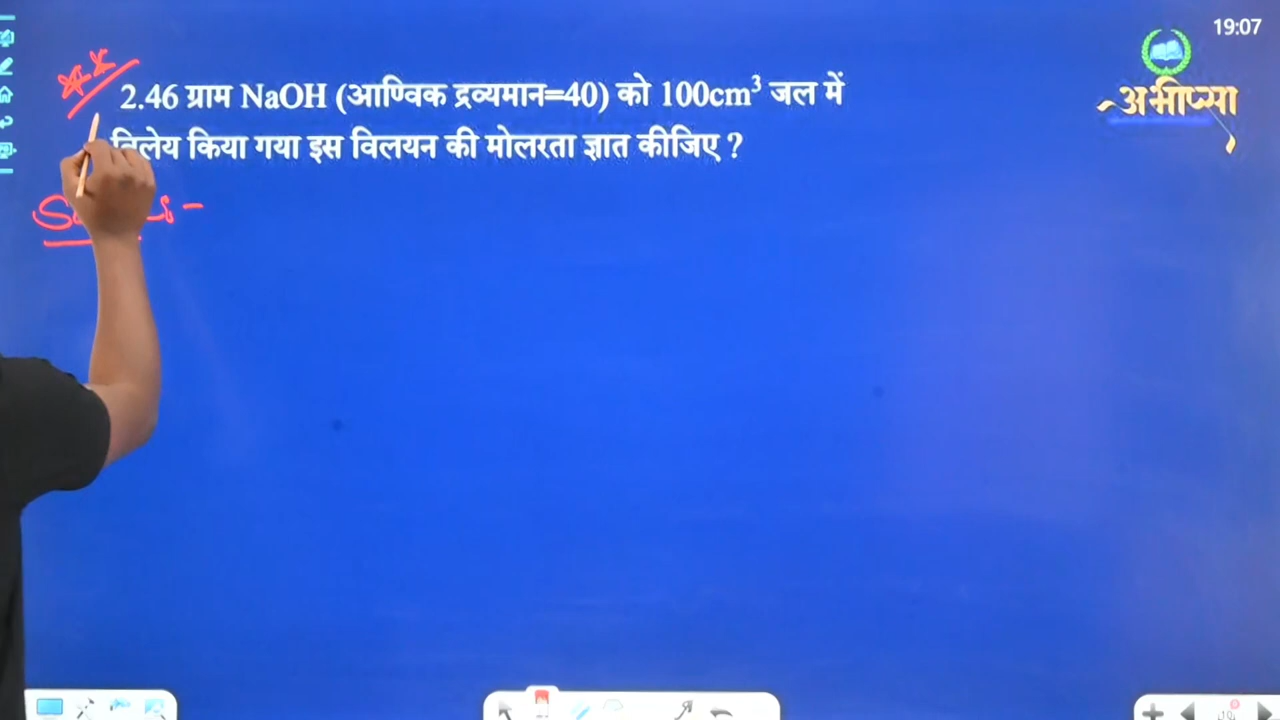 19:07
2.46 ग्राम NaOH (आण्विक द्रव्यमान=40) को 100cm³ जल में
विलेय किया गया इस विलयन की मोलरता ज्ञात कीजिए ?
अभीप्सा